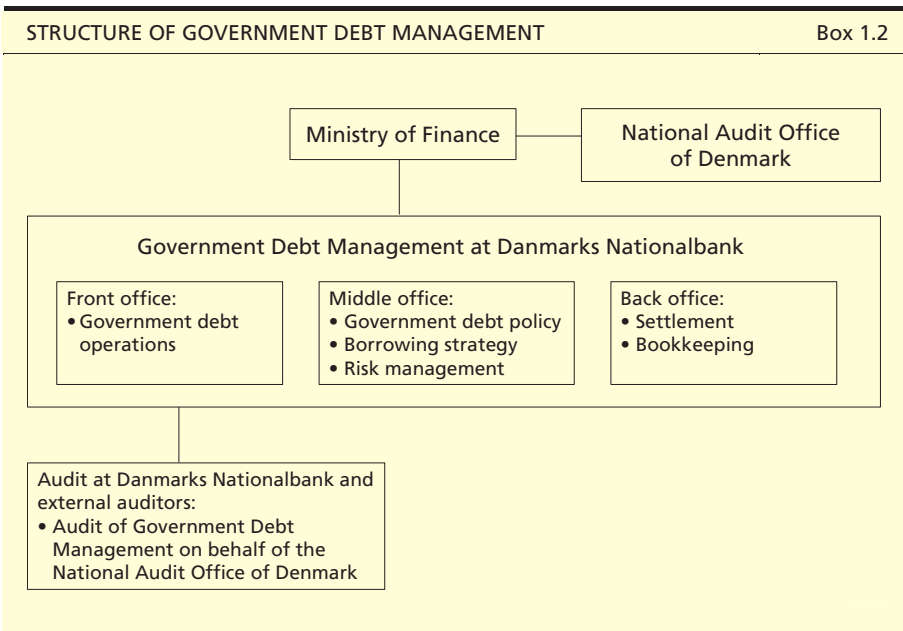 STRUCTURE OF GOVERNMENT DEBT MANAGEMENT Box 1.2
Ministry of Finance
National Audit Office
of Denmark
Government Debt Management at Danmarks Nationalbank
Front office:
• Government debt
operations
Middle office:
• Government debt policy
• Borrowing strategy
• Risk management
Back office:
• Settlement
• Bookkeeping
Audit at Danmarks Nationalbank and
external auditors:
• Audit of Government Debt
Management on behalf of the
National Audit Office of Denmark